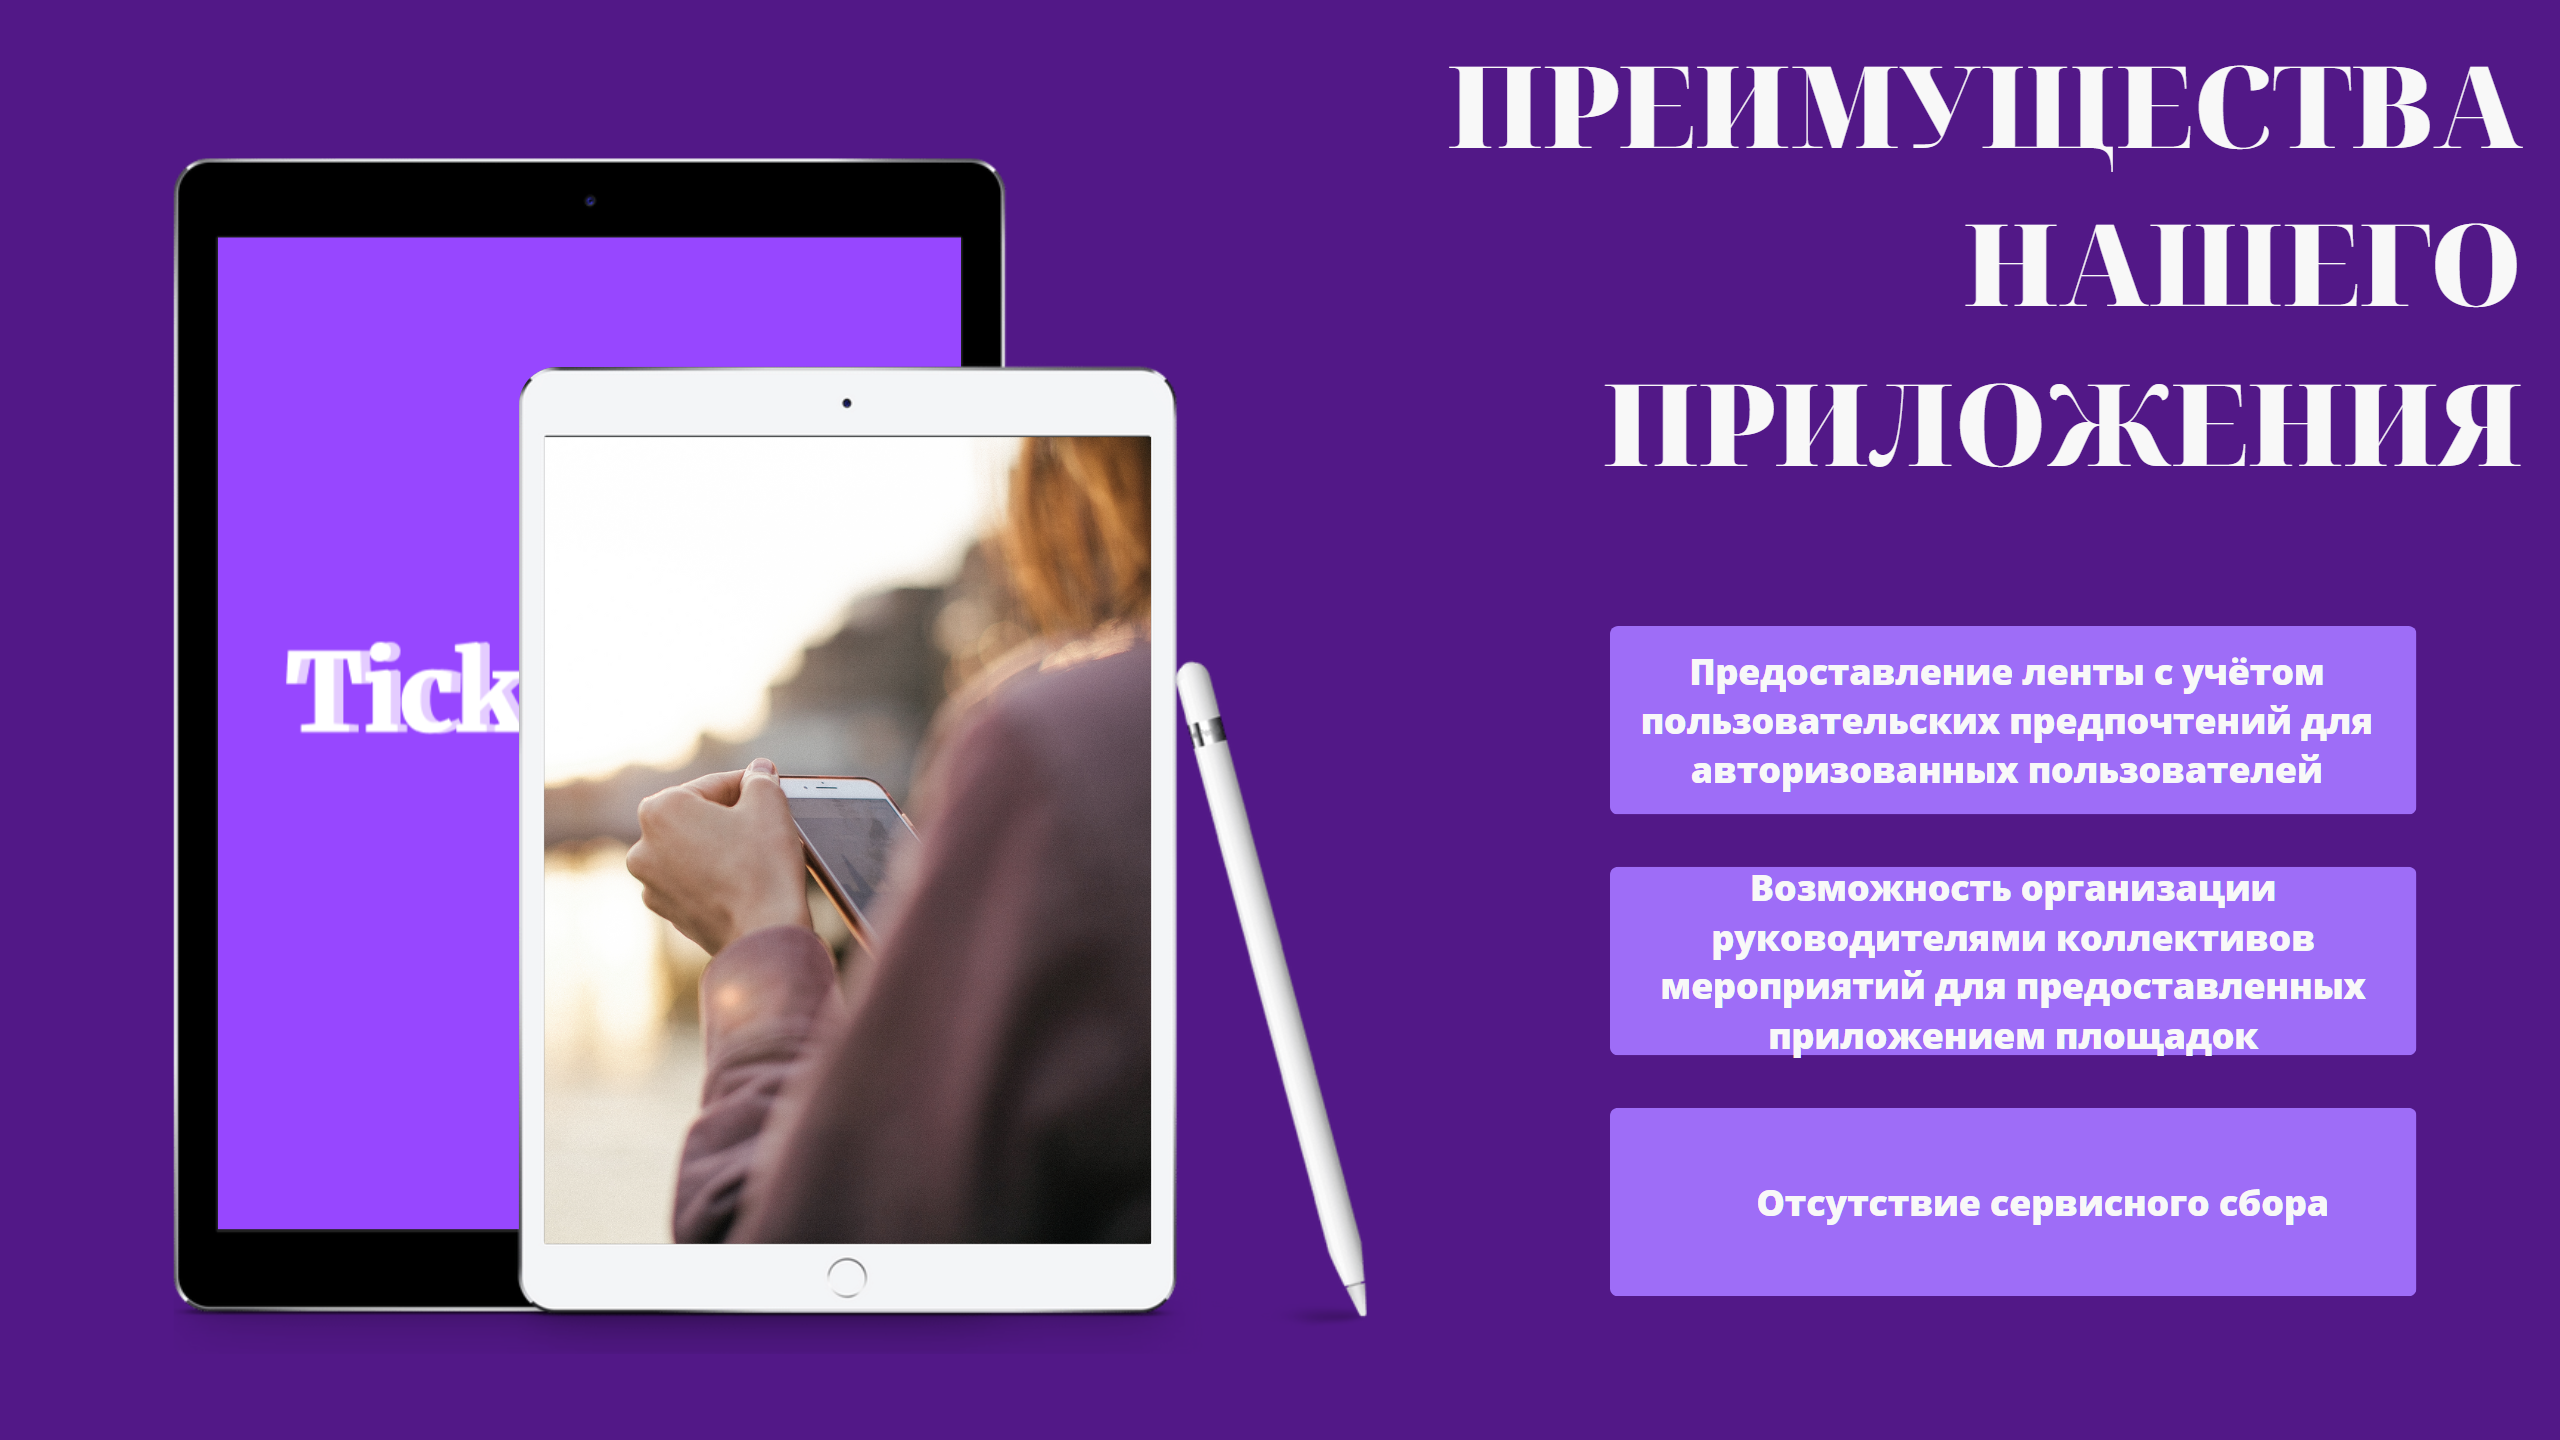 ПРЕИМУЩЕСТВА
НАШЕГО
ПРИЛОЖЕНИЯ
Tick
Предоставление ленты с учётом
пользовательских предпочтений для
авторизованных пользователей
Возможность организации
руководителями коллективов
мероприятий для предоставленных
приложением площадок
Отсутствие сервисного сбора